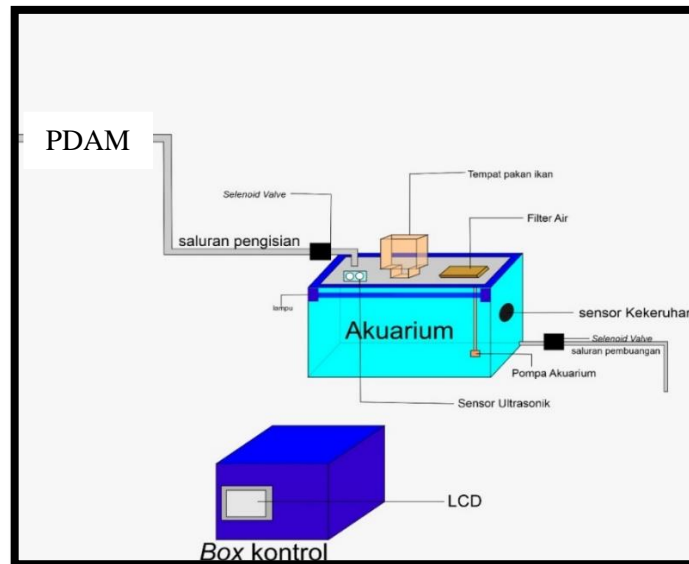 PDAM
Tempat pakan ikan
Selenoid Valve
Filter Air
saluran pengisian
lampu
sensor Kekeruhan
Akuarium
Selenoid Valve
saluran pembuangan
Pompa Akuarium
Sensor Ultrasonik
LCD
Box kontrol